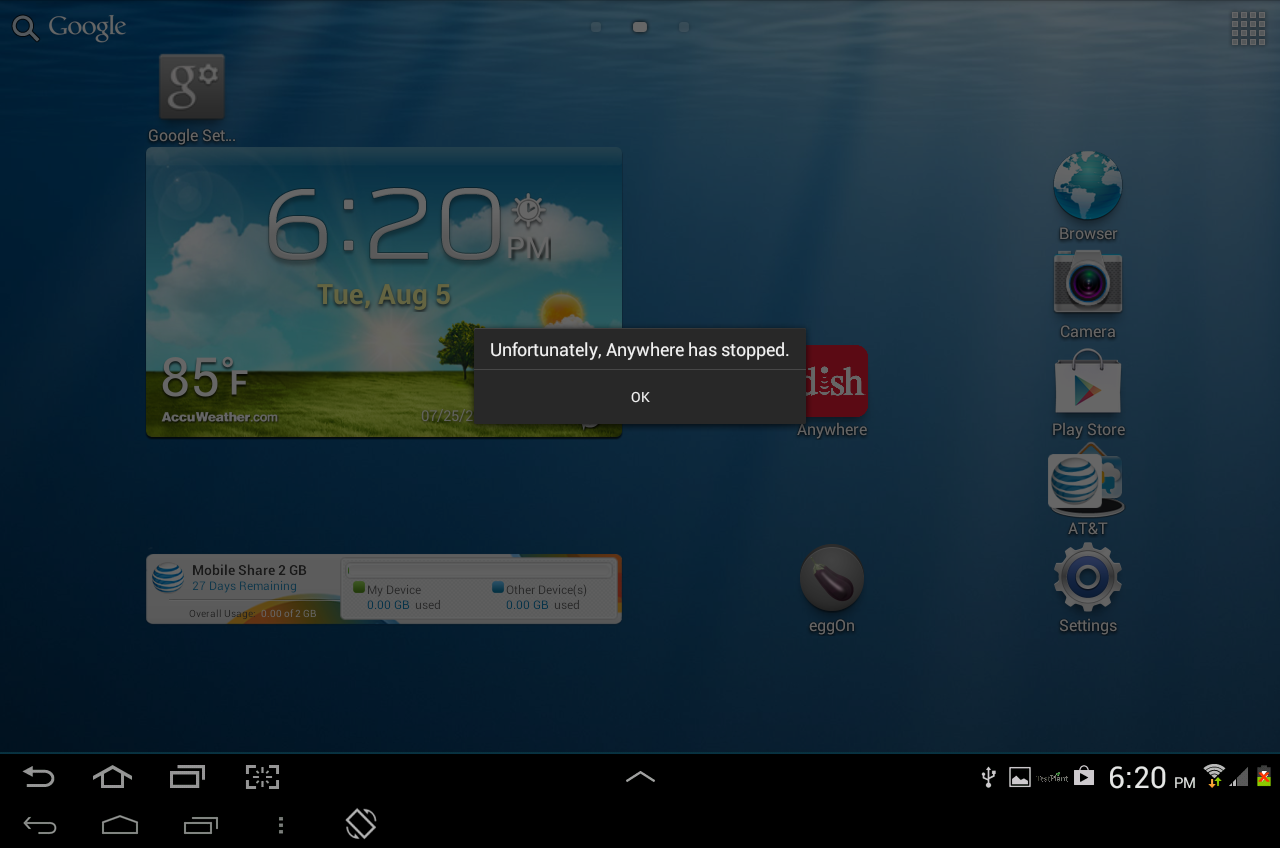 Google
Google Set...
6:20
PM
Tue, Aug 5
85°F
AccuWeather.com
07/25/2
Unfortunately, Anywhere has stopped.
OK
dish
Anywhere
Browser
Camera
Play Store
AT&T
Settings
Mobile Share 2 GB
27 Days Remaining
Overall Usage: 0.00 of 2 GB
My Device
0.00 GB used
Other Device(s)
0.00 GB used
eggOn
TestPlant
6:20 PM